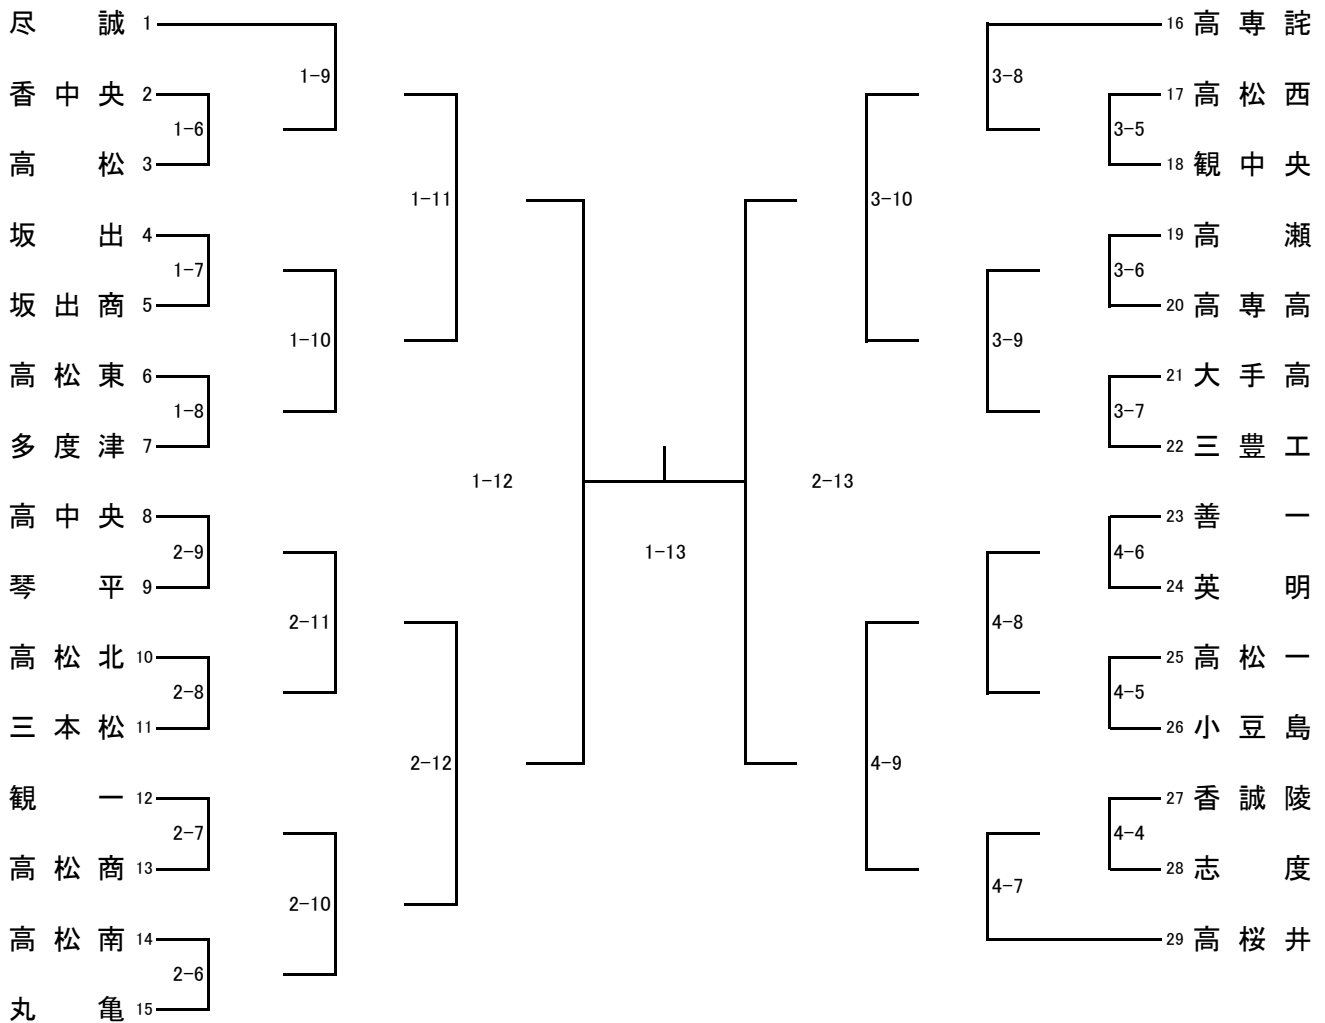 尽誠 1
1-9
香中央 2
1-6
高松 3
1-11
坂出 4
1-7
坂出商 5
1-10
高松東 6
1-8
多度津 7
1-12
高中央 8
2-9
琴平 9
2-11
高松北 10
2-8
三本松 11
2-12
観一 12
2-7
高松商 13
2-10
高松南 14
2-6
丸亀 15
1-13
16 高専詫
3-8
17 高松西
3-5
18 観中央
3-10
19 高瀬
3-6
20 高専高
3-9
21 大手高
3-7
22 三豊工
2-13
23 善一
4-6
24 英明
4-8
25 高松一
4-5
26 小豆島
4-9
27 香誠陵
4-4
28 志度
4-7
29 高桜井